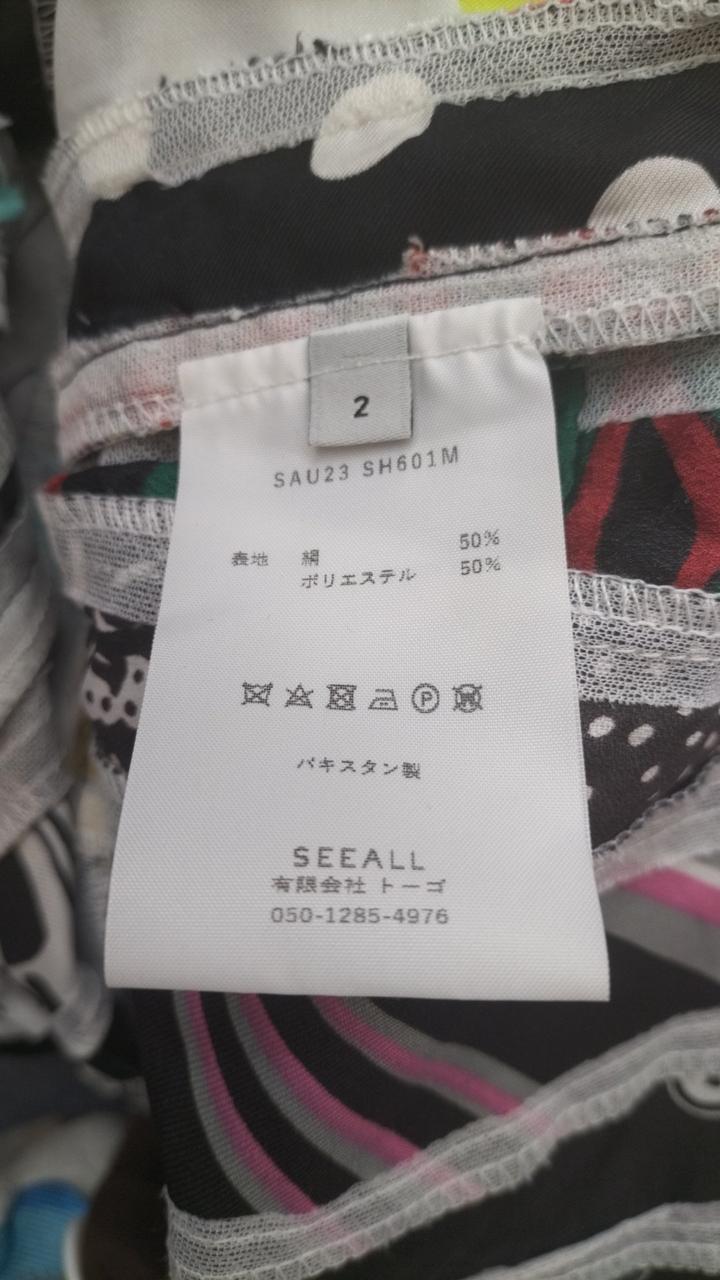 2
SAU23 SH601M
表地 絹 50%
ポリエステル 50%
パキスタン製
SEEALL
有限会社 トーゴ
050-1285-4976